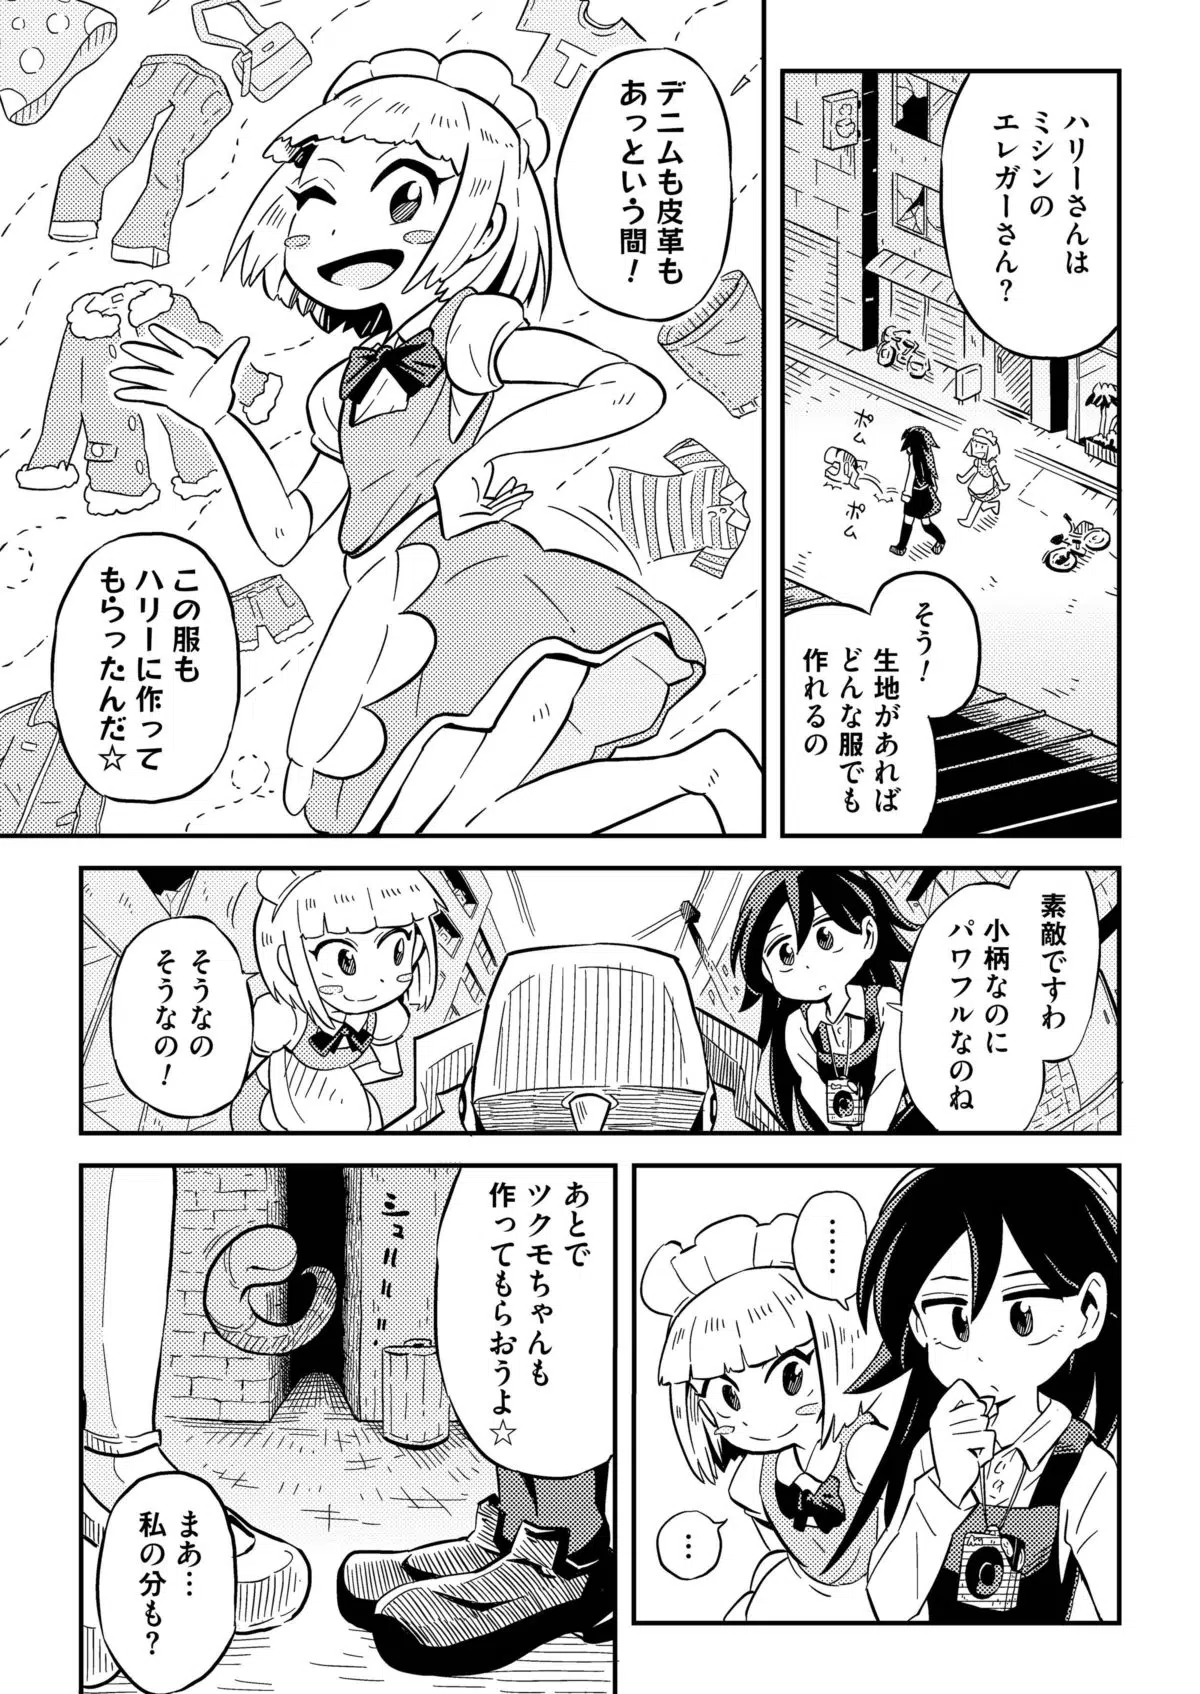 ハリーさんは
ミシンの
エレガーさん？
ポム
ポム
そう！
生地があれば
どんな服でも
作れるの
デニムも皮革も
あっという間！
この服も
ハリーに作って
もらったんだ☆
素敵ですわ
小柄なのに
パワフルなのね
そうなの
そうなの！
……
…
あとで
ツクモちゃんも
作ってもらおうよ☆
シュルルル…
まあ…
私の分も？